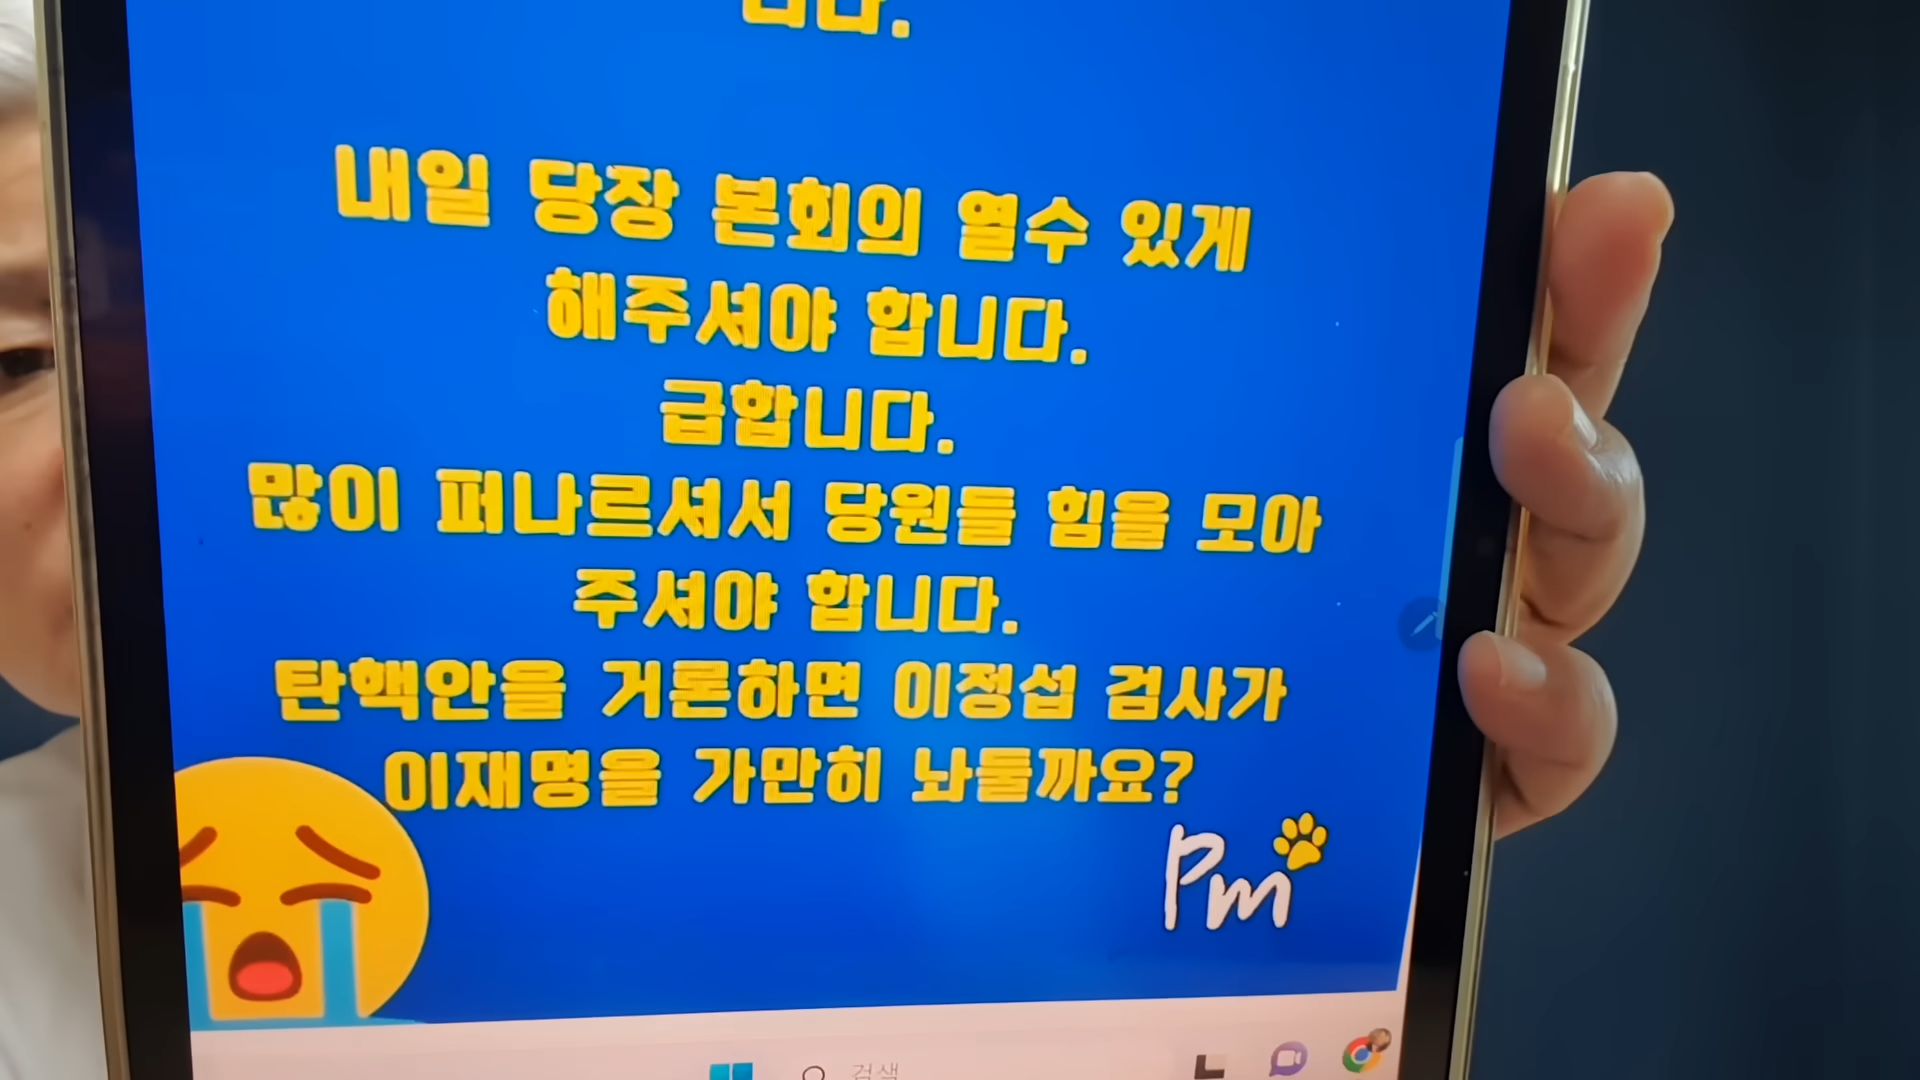 니다.
내일 당장 본회의 열수 있게
해주셔야 합니다.
급합니다.
많이 퍼나르셔서 당원들 힘을 모아
주셔야 합니다.
탄핵안을 거론하면 이정섭 검사가
이재명을 가만히 놔둘까요?
Pm
검색